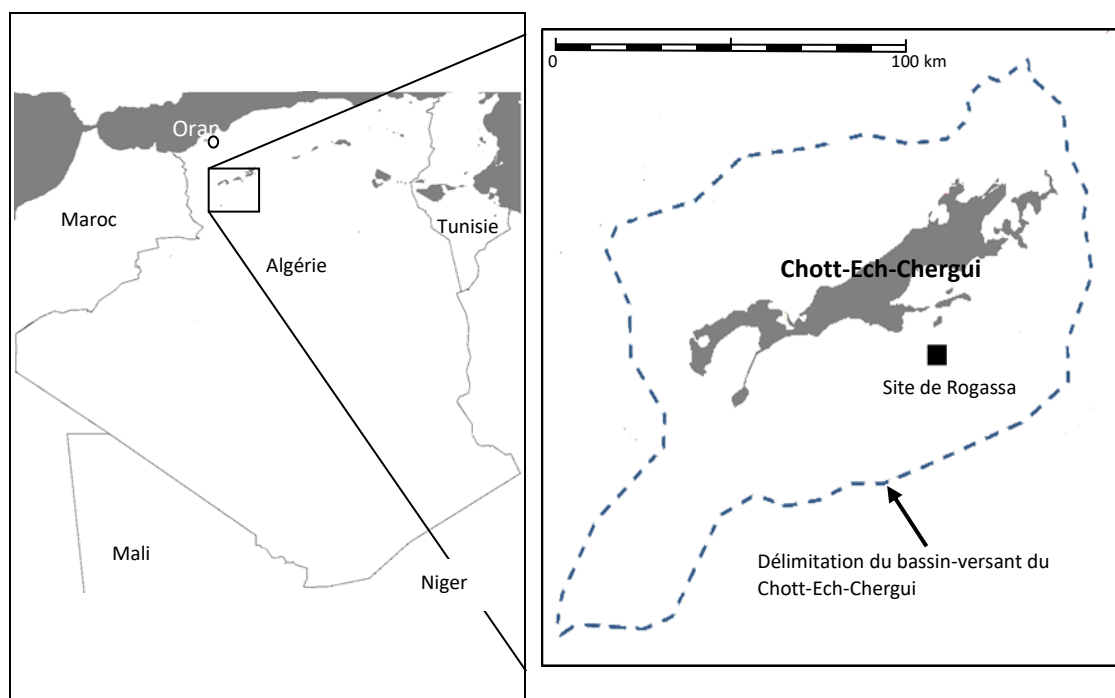 Oran
Maroc
Tunisie
Algérie
Mali
Niger
0
100 km
Chott-Ech-Chergui
Site de Rogassa
Délimitation du bassin-versant du
Chott-Ech-Chergui